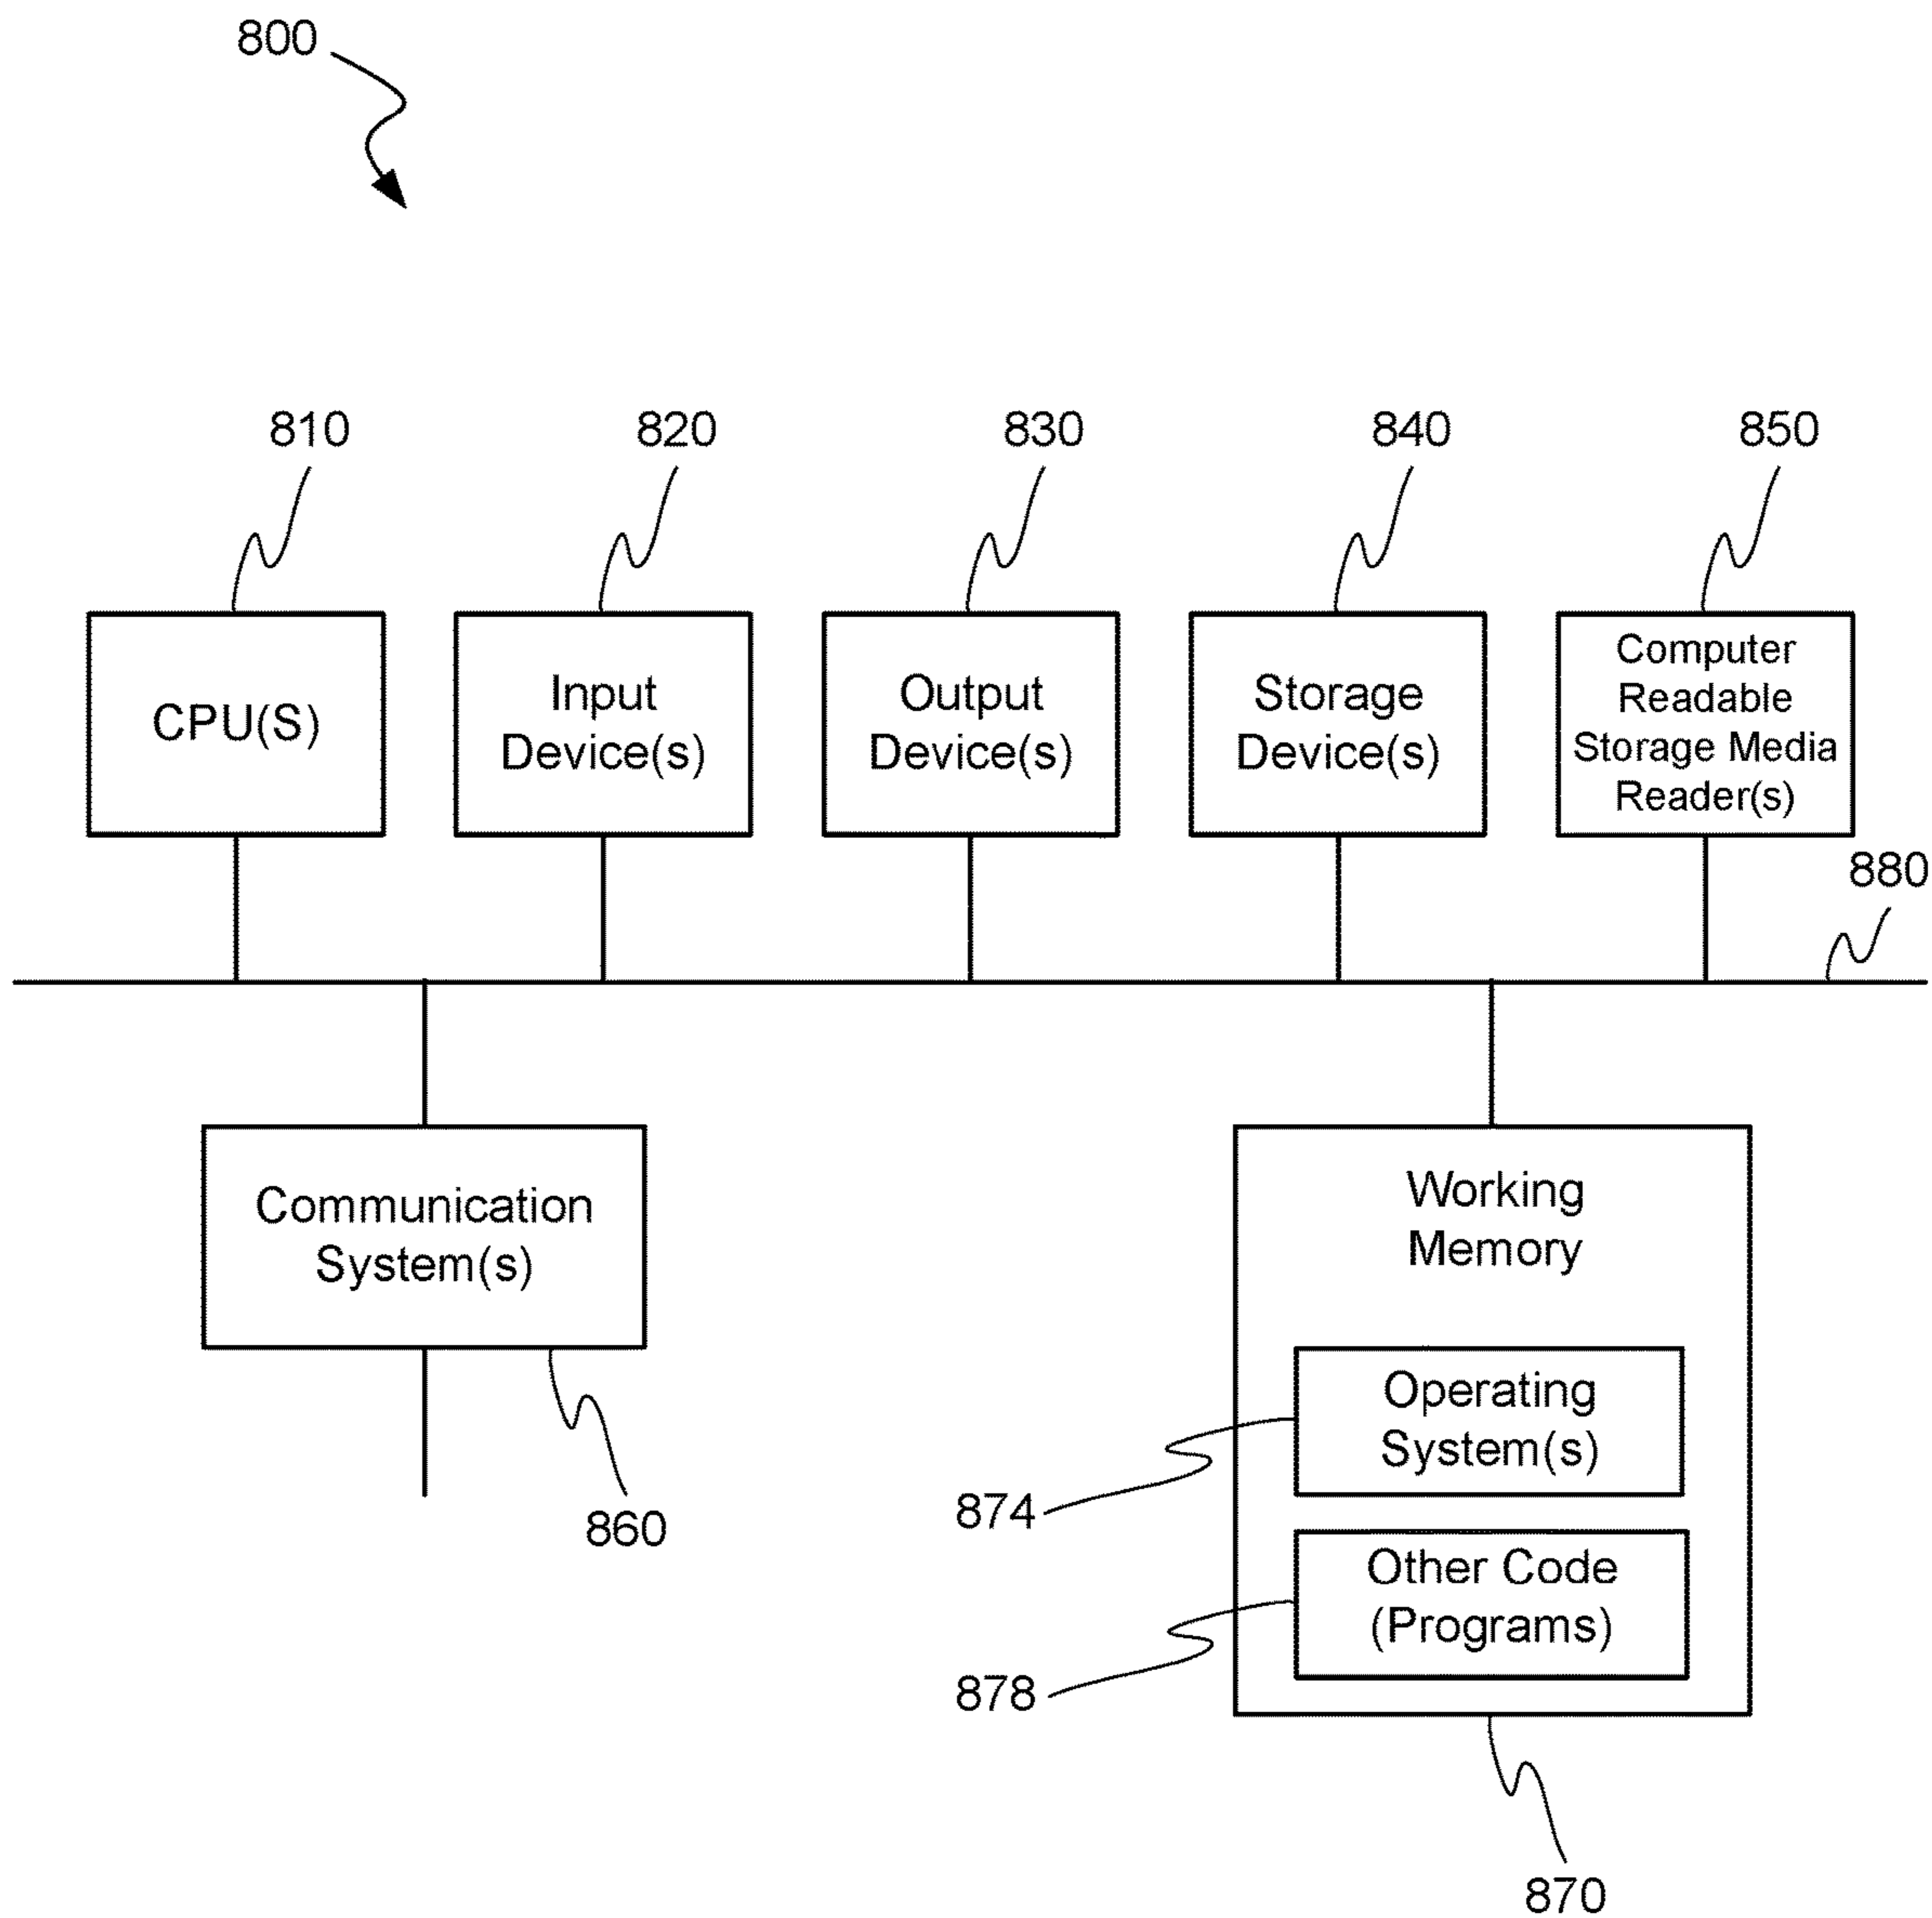 800
810
820
830
840
850
CPU(S)
Input
Device(s)
Output
Device(s)
Storage
Device(s)
Computer
Readable
Storage Media
Reader(s)
880
Communication
System(s)
860
Working
Memory
Operating
System(s)
874
Other Code
(Programs)
878
870